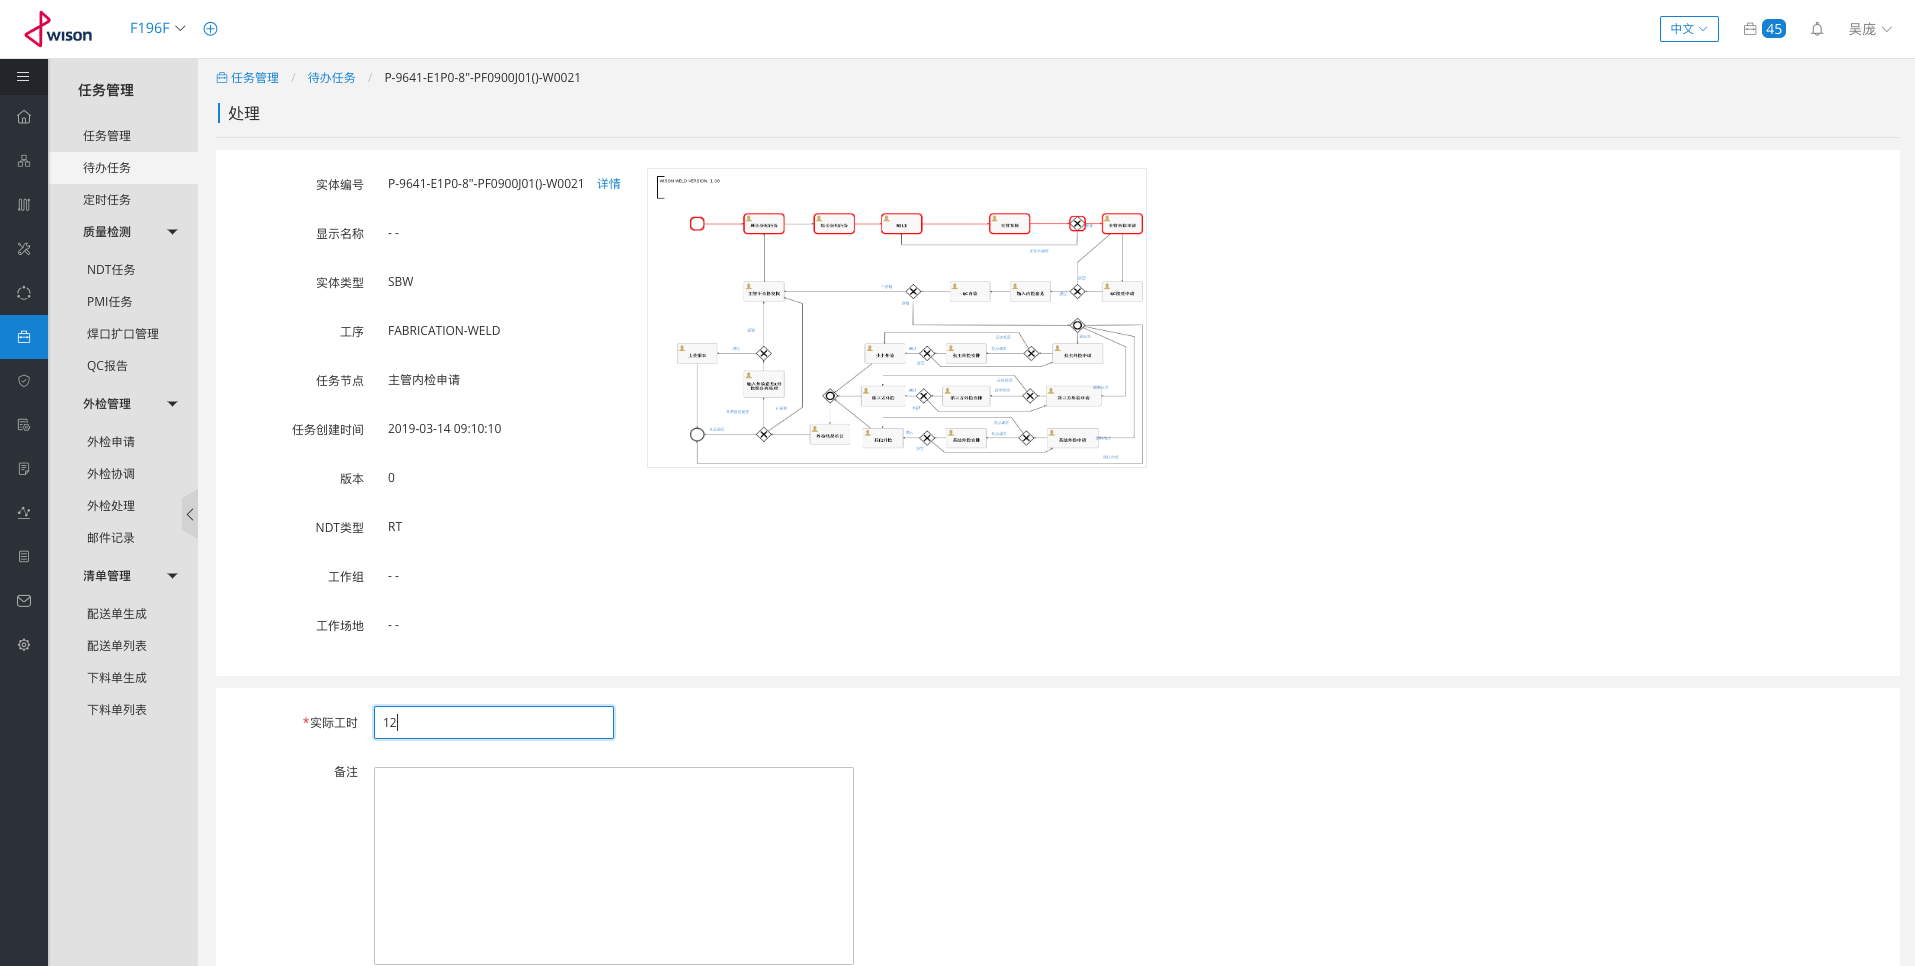 wison
F196F
中文
45
吴庞
任务管理
任务管理
待办任务
定时任务
质量检测
NDT任务
PMI任务
焊口扩口管理
QC报告
外检管理
外检申请
外检协调
外检处理
邮件记录
清单管理
配送单生成
配送单列表
下料单生成
下料单列表
任务管理 / 待办任务 / P-9641-E1P0-8"-PF0900J01()-W0021
处理
实体编号 P-9641-E1P0-8"-PF0900J01()-W0021 详情
显示名称 - -
实体类型 SBW
工序 FABRICATION-WELD
任务节点 主管内检申请
任务创建时间 2019-03-14 09:10:10
版本 0
NDT类型 RT
工作组 - -
工作场地 - -
WISON WELD VERSION: 1.00
*实际工时 12
备注